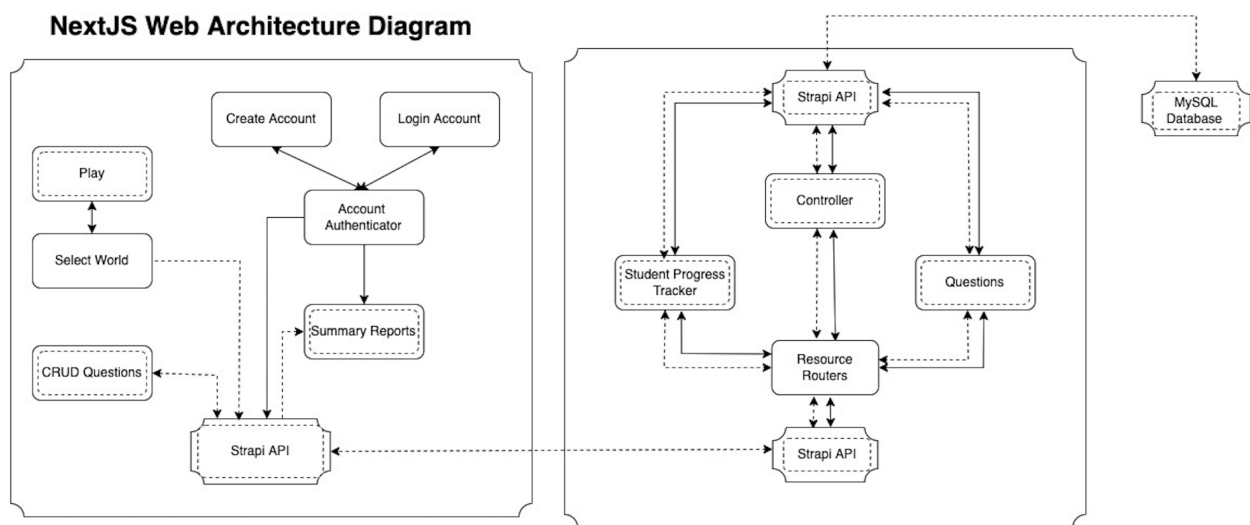 NextJS Web Architecture Diagram
Create Account
Login Account
Play
Account
Authenticator
Select World
Summary Reports
CRUD Questions
Strapi API
Strapi API
MySQL
Database
Controller
Student Progress
Tracker
Questions
Resource
Routers
Strapi API